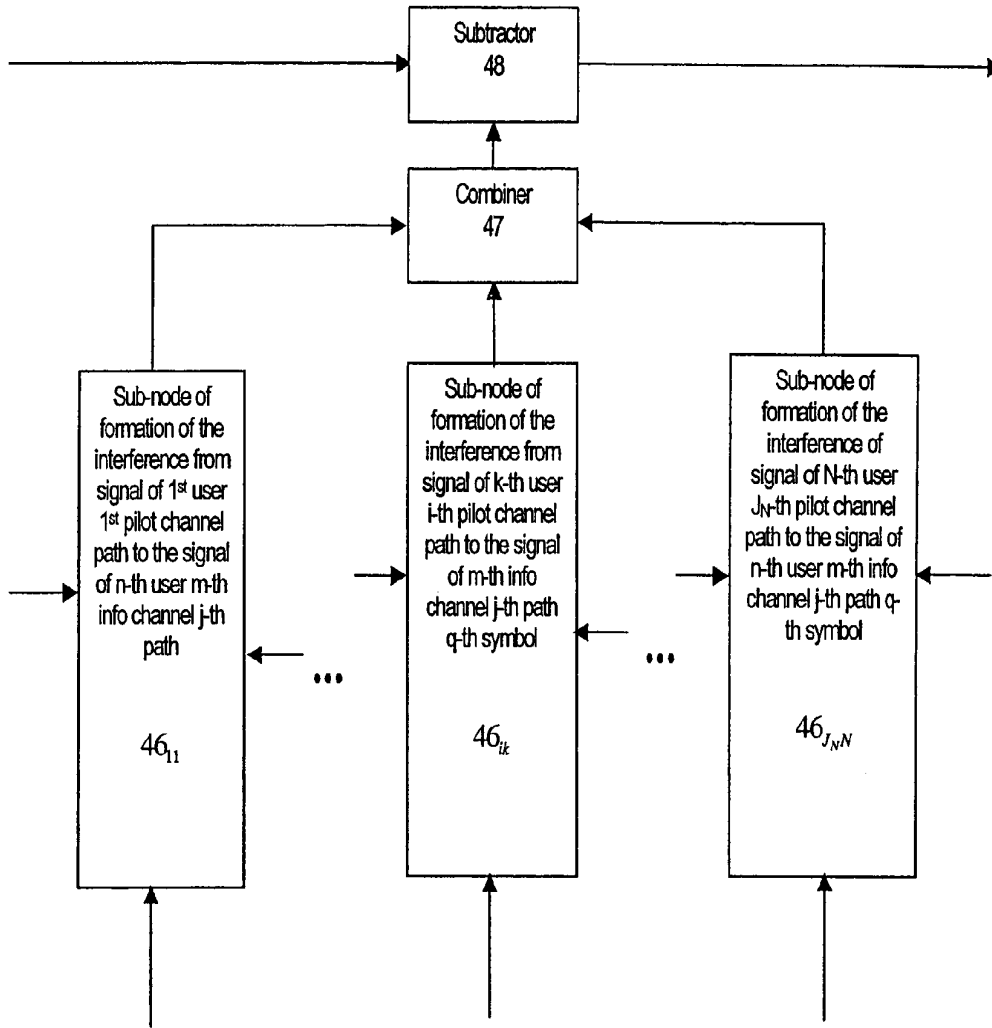 Subtractor
48
Combiner
47
Sub-node of
formation of the
interference from
signal of 1st user
1st pilot channel
path to the signal
of n-th user m-th
info channel j-th
path
46₁₁
Sub-node of
formation of the
interference from
signal of k-th user
i-th pilot channel
path to the signal
of m-th info
channel j-th path
q-th symbol
46ᵢₖ
Sub-node of
formation of the
interference of
signal of N-th user
J_N-th pilot channel
path to the signal of
n-th user m-th info
channel j-th path q-
th symbol
46_{J_N N}
•••
•••